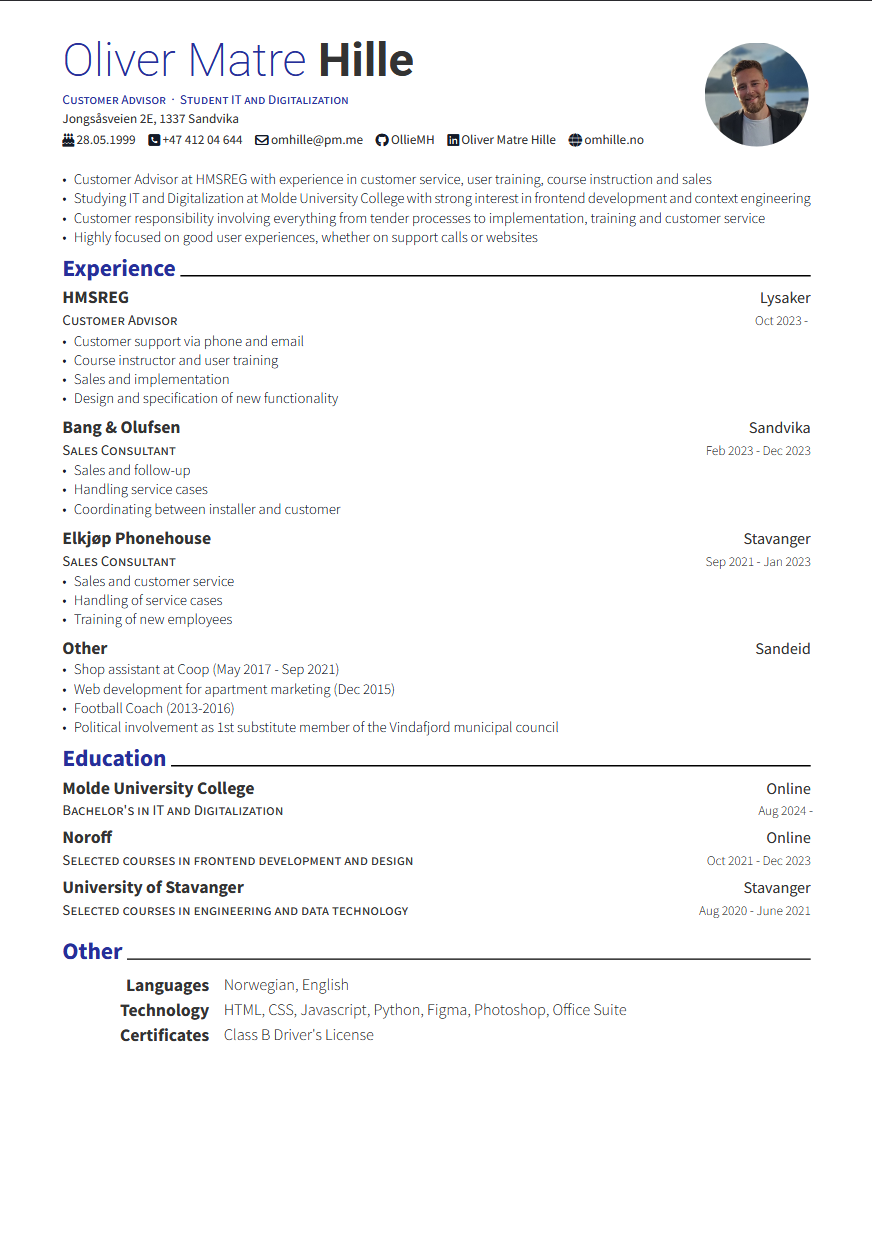 Oliver Matre Hille
Customer Advisor · Student IT and Digitalization
Jongsåsveien 2E, 1337 Sandvika
28.05.1999 +47 412 04 644 omhille@pm.me OllieMH Oliver Matre Hille omhille.no
• Customer Advisor at HMSREG with experience in customer service, user training, course instruction and sales
• Studying IT and Digitalization at Molde University College with strong interest in frontend development and context engineering
• Customer responsibility involving everything from tender processes to implementation, training and customer service
• Highly focused on good user experiences, whether on support calls or websites
Experience
HMSREG Lysaker
Customer Advisor Oct 2023 -
• Customer support via phone and email
• Course instructor and user training
• Sales and implementation
• Design and specification of new functionality
Bang & Olufsen Sandvika
Sales Consultant Feb 2023 - Dec 2023
• Sales and follow-up
• Handling service cases
• Coordinating between installer and customer
Elkjøp Phonehouse Stavanger
Sales Consultant Sep 2021 - Jan 2023
• Sales and customer service
• Handling of service cases
• Training of new employees
Other Sandeid
• Shop assistant at Coop (May 2017 - Sep 2021)
• Web development for apartment marketing (Dec 2015)
• Football Coach (2013-2016)
• Political involvement as 1st substitute member of the Vindafjord municipal council
Education
Molde University College Online
Bachelor's in IT and Digitalization Aug 2024 -
Noroff Online
Selected courses in frontend development and design Oct 2021 - Dec 2023
University of Stavanger Stavanger
Selected courses in engineering and data technology Aug 2020 - June 2021
Other
Languages Norwegian, English
Technology HTML, CSS, Javascript, Python, Figma, Photoshop, Office Suite
Certificates Class B Driver's License